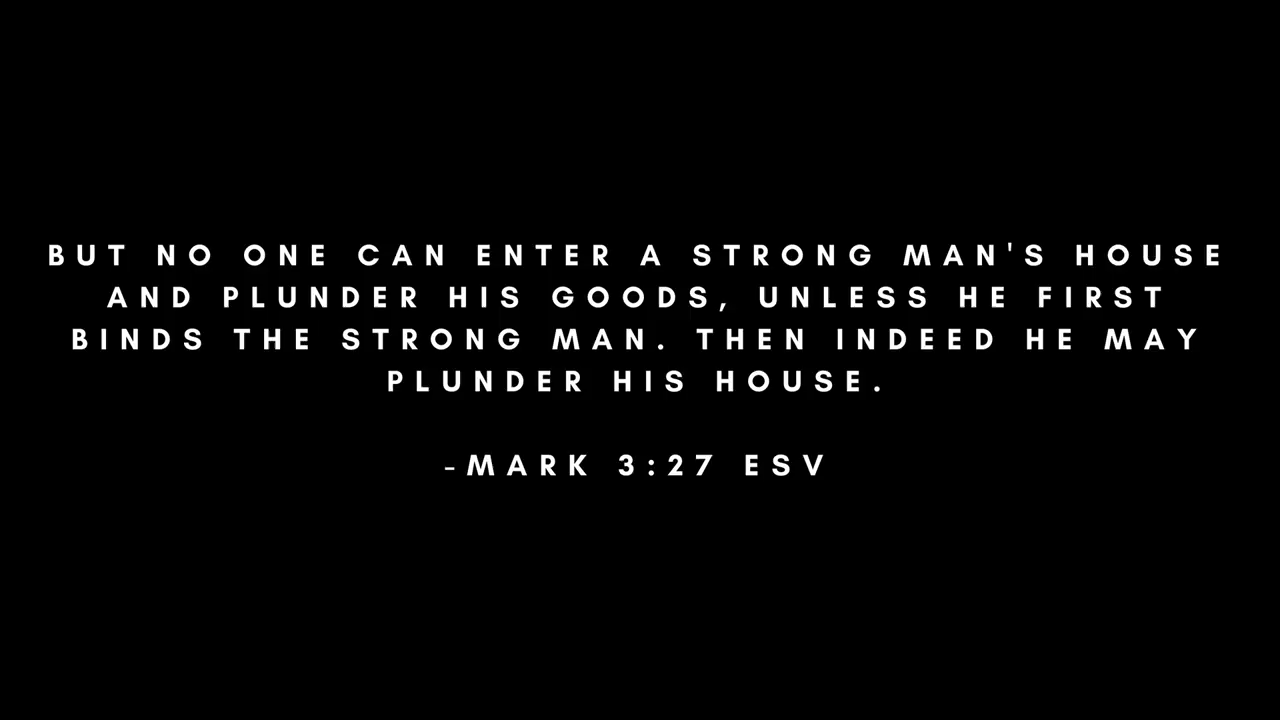 BUT NO ONE CAN ENTER A STRONG MAN'S HOUSE
AND PLUNDER HIS GOODS, UNLESS HE FIRST
BINDS THE STRONG MAN. THEN INDEED HE MAY
PLUNDER HIS HOUSE.
-MARK 3:27 ESV